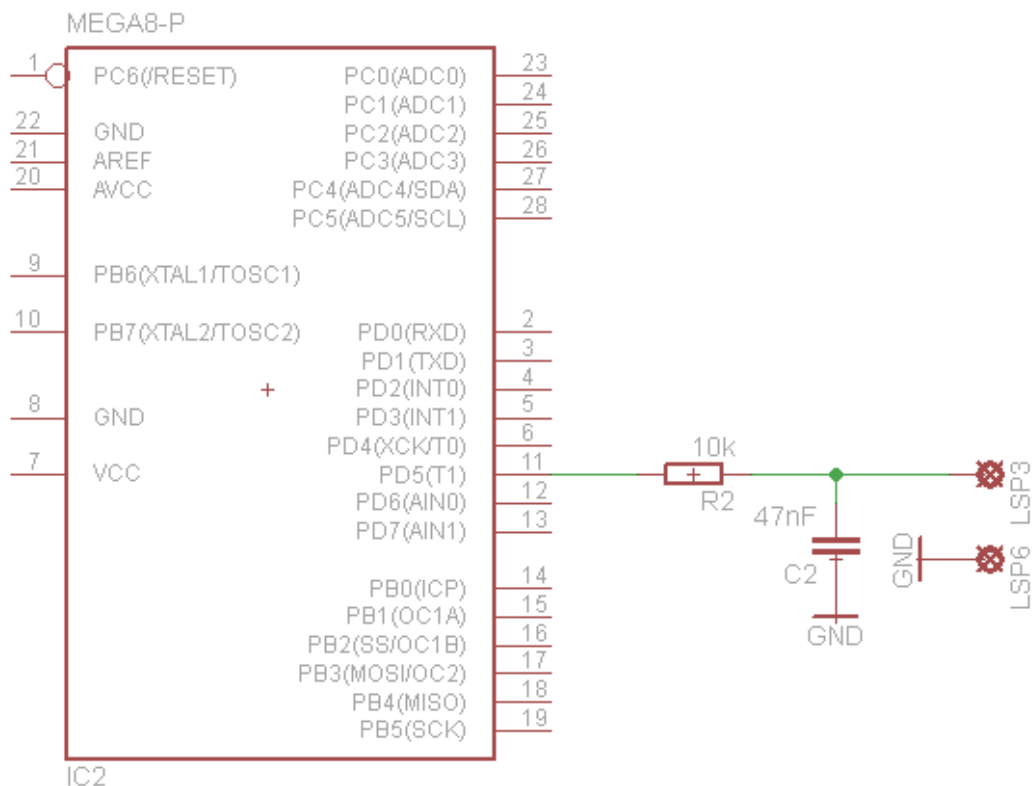 MEGA8-P
1 PC6(/RESET) PC0(ADC0) 23
PC1(ADC1) 24
22 GND PC2(ADC2) 25
21 AREF PC3(ADC3) 26
20 AVCC PC4(ADC4/SDA) 27
PC5(ADC5/SCL) 28
9 PB6(XTAL1/TOSC1)
10 PB7(XTAL2/TOSC2) PD0(RXD) 2
PD1(TXD) 3
PD2(INT0) 4
8 GND PD3(INT1) 5
PD4(XCK/T0) 6
7 VCC PD5(T1) 11
PD6(AIN0) 12
PD7(AIN1) 13
PB0(ICP) 14
PB1(OC1A) 15
PB2(SS/OC1B) 16
PB3(MOSI/OC2) 17
PB4(MISO) 18
PB5(SCK) 19
IC2
10k
R2
LSP3
47nF
C2
GND
GND
LSP6